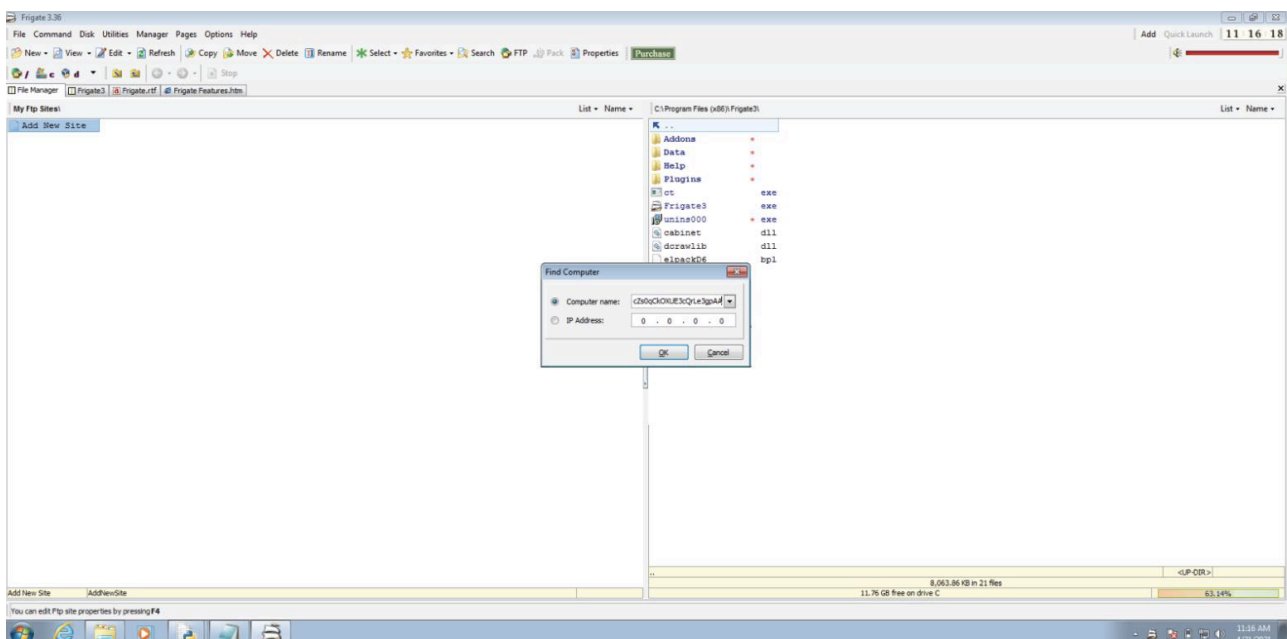 Frigate 3.36
File Command Disk Utilities Manager Pages Options Help
Add Quick Launch 11 16 18
New View Edit Refresh Copy Move Delete Rename Select Favorites Search FTP Pack Properties Purchase
/ c d Stop
File Manager Frigate3 Frigate.rtf Frigate Features.htm
My Ftp Sites\ List Name C:\Program Files (x86)\Frigate3\ List Name
Add New Site
..
Addons
Data
Help
Plugins
ct exe
Frigate3 exe
unins000 exe
cabinet dll
dcrawlib dll
elpackD6 bpl
Find Computer
Computer name:
IP Address: 0 . 0 . 0 . 0
OK Cancel
.. <UP-DIR>
8,063.86 KB in 21 files
Add New Site AddNewSite 11.76 GB free on drive C 63.14%
You can edit Ftp site properties by pressing F4
11:16 AM